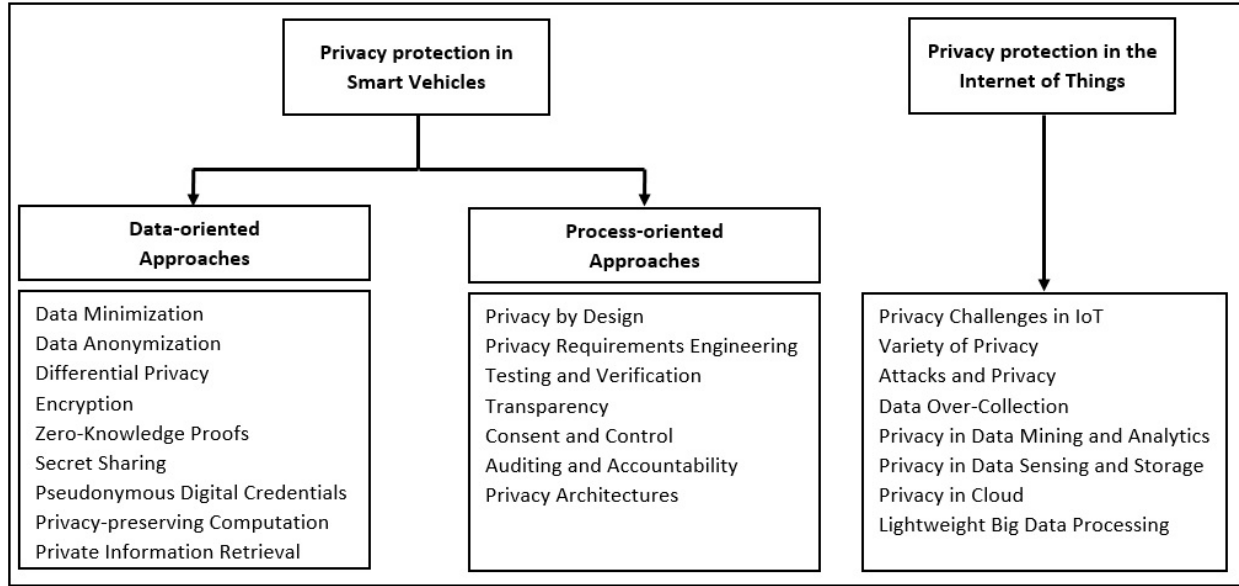 Privacy protection in
Smart Vehicles
Privacy protection in the
Internet of Things
Data-oriented
Approaches
Process-oriented
Approaches
Data Minimization
Data Anonymization
Differential Privacy
Encryption
Zero-Knowledge Proofs
Secret Sharing
Pseudonymous Digital Credentials
Privacy-preserving Computation
Private Information Retrieval
Privacy by Design
Privacy Requirements Engineering
Testing and Verification
Transparency
Consent and Control
Auditing and Accountability
Privacy Architectures
Privacy Challenges in IoT
Variety of Privacy
Attacks and Privacy
Data Over-Collection
Privacy in Data Mining and Analytics
Privacy in Data Sensing and Storage
Privacy in Cloud
Lightweight Big Data Processing